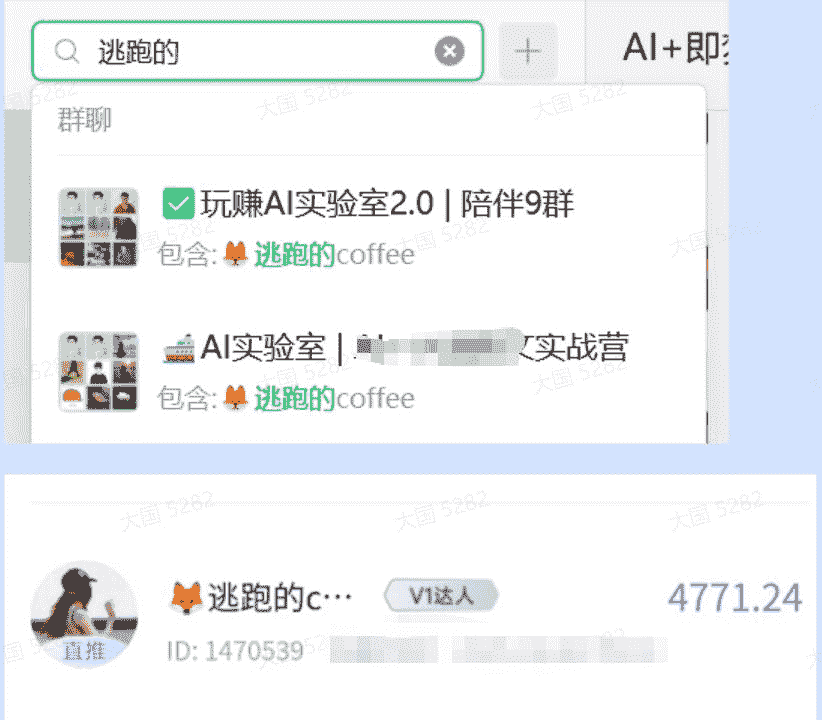 逃跑的
AI+即
群聊
玩赚AI实验室2.0 | 陪伴9群
包含:逃跑的coffee
AI实验室 | 文实战营
包含:逃跑的coffee
逃跑的c… V1达人 4771.24
直推
ID: 1470539
大国 5282